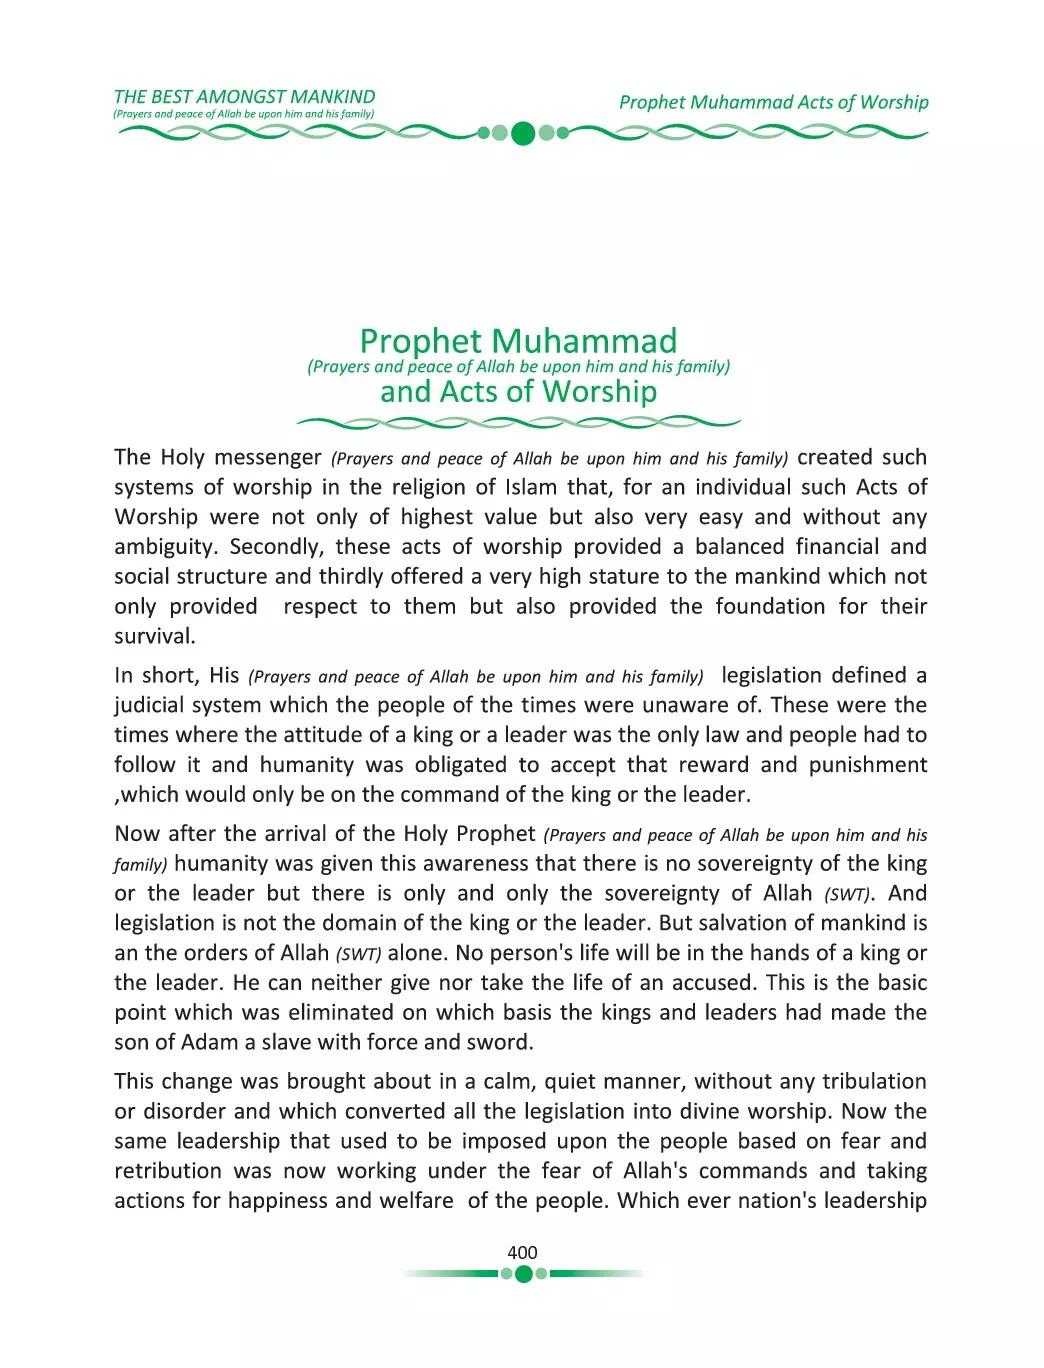 THE BEST AMONGST MANKIND
(Prayers and peace of Allah be upon him and his family)
Prophet Muhammad Acts of Worship
Prophet Muhammad
(Prayers and peace of Allah be upon him and his family)
and Acts of Worship
The Holy messenger (Prayers and peace of Allah be upon him and his family) created such
systems of worship in the religion of Islam that, for an individual such Acts of
Worship were not only of highest value but also very easy and without any
ambiguity. Secondly, these acts of worship provided a balanced financial and
social structure and thirdly offered a very high stature to the mankind which not
only provided  respect to them but also provided the foundation for their
survival.
In short, His (Prayers and peace of Allah be upon him and his family)  legislation defined a
judicial system which the people of the times were unaware of. These were the
times where the attitude of a king or a leader was the only law and people had to
follow it and humanity was obligated to accept that reward and punishment
,which would only be on the command of the king or the leader.
Now after the arrival of the Holy Prophet (Prayers and peace of Allah be upon him and his
family) humanity was given this awareness that there is no sovereignty of the king
or the leader but there is only and only the sovereignty of Allah (SWT). And
legislation is not the domain of the king or the leader. But salvation of mankind is
an the orders of Allah (SWT) alone. No person's life will be in the hands of a king or
the leader. He can neither give nor take the life of an accused. This is the basic
point which was eliminated on which basis the kings and leaders had made the
son of Adam a slave with force and sword.
This change was brought about in a calm, quiet manner, without any tribulation
or disorder and which converted all the legislation into divine worship. Now the
same leadership that used to be imposed upon the people based on fear and
retribution was now working under the fear of Allah's commands and taking
actions for happiness and welfare  of the people. Which ever nation's leadership
400